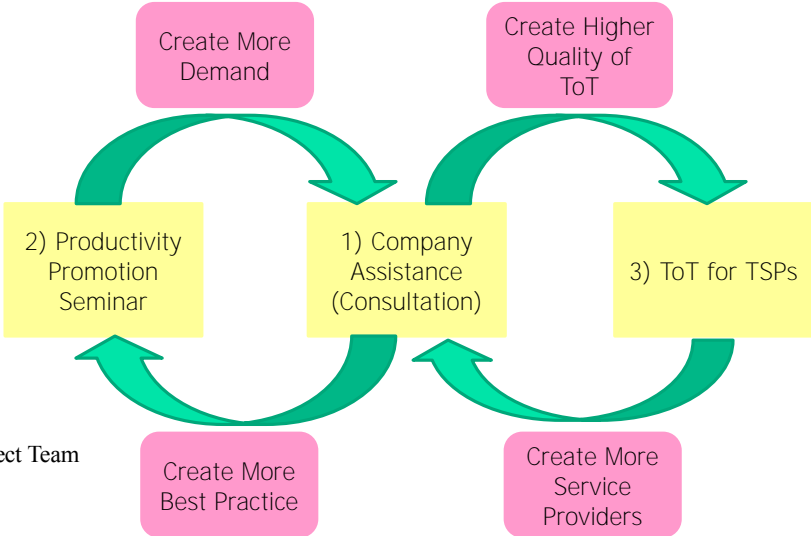 Create More
Demand
Create Higher
Quality of
ToT
2) Productivity
Promotion
Seminar
1) Company
Assistance
(Consultation)
3) ToT for TSPs
ect Team
Create More
Best Practice
Create More
Service
Providers